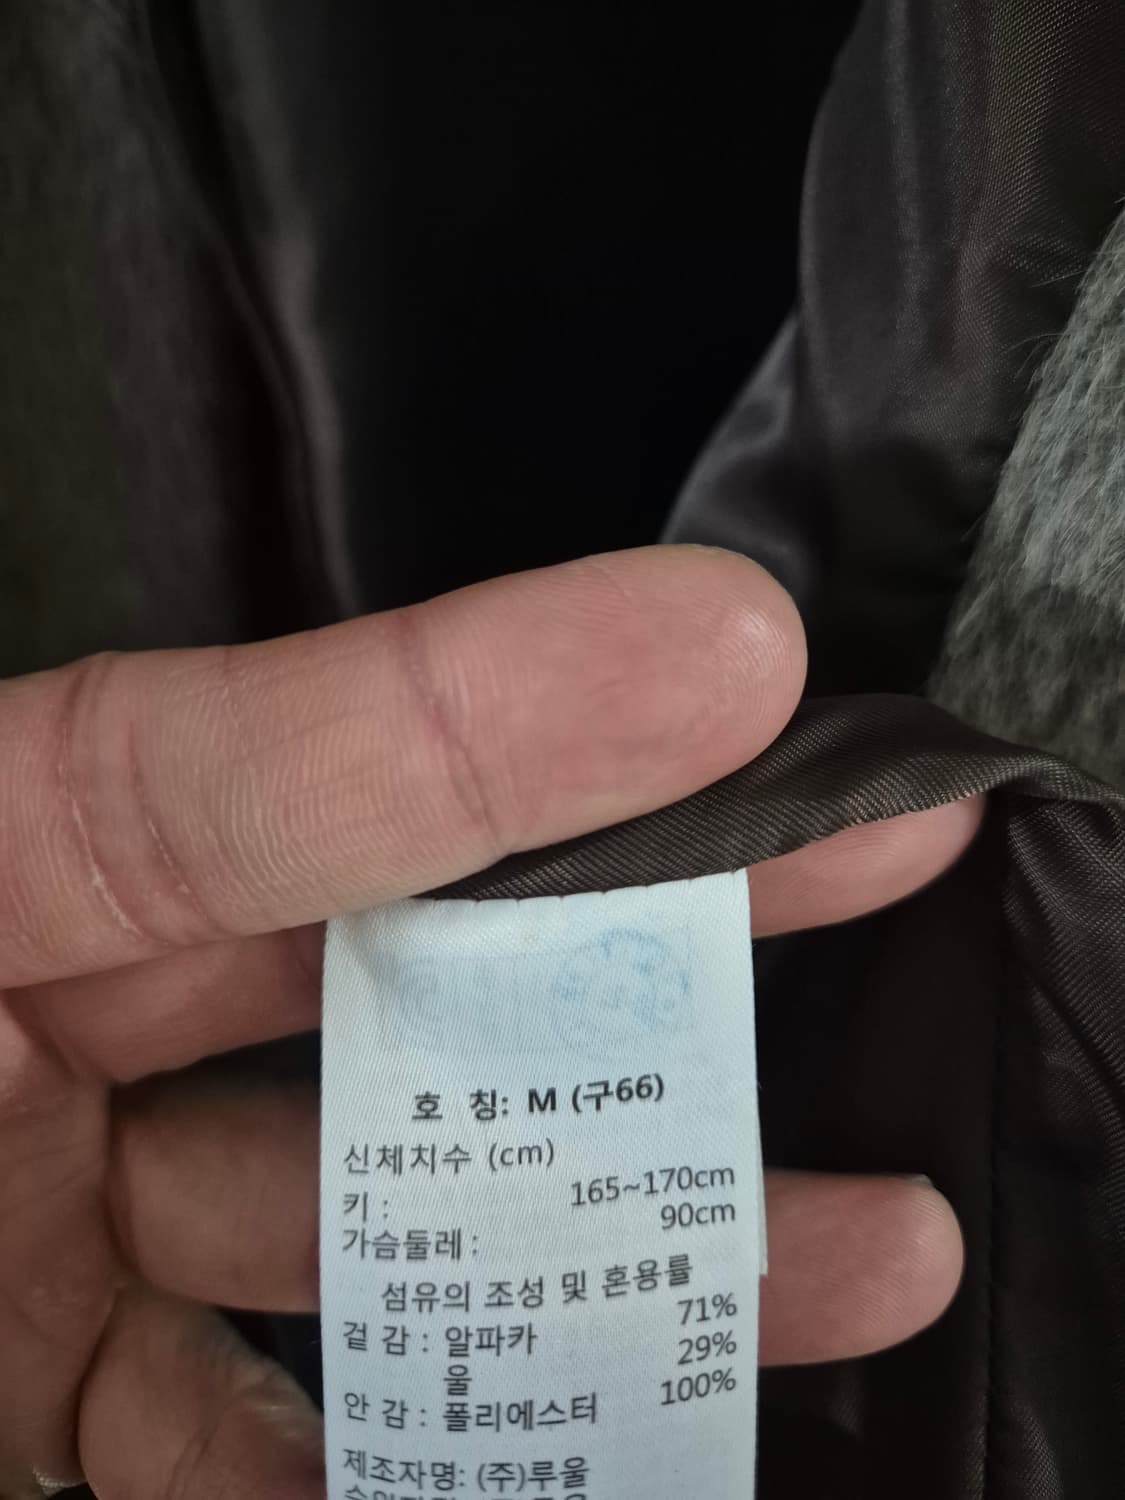 호 칭: M (구66)
신체치수 (cm)
키 : 165~170cm
가슴둘레 : 90cm
섬유의 조성 및 혼용률
겉 감 : 알파카 71%
울 29%
안 감 : 폴리에스터 100%
제조자명: (주)루울